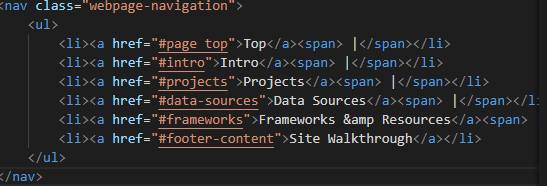 <nav class="webpage-navigation">
<ul>
<li><a href="#page top">Top</a><span> |</span></li>
<li><a href="#intro">Intro</a><span> |</span></li>
<li><a href="#projects">Projects</a><span> |</span></li>
<li><a href="#data-sources">Data Sources</a><span> |</span></li>
<li><a href="#frameworks">Frameworks &amp Resources</a><span>
<li><a href="#footer-content">Site Walkthrough</a></li>
</ul>
</nav>